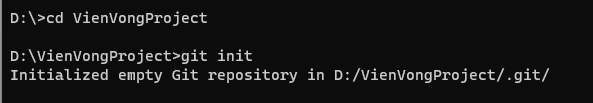 D:\>cd VienVongProject
D:\VienVongProject>git init
Initialized empty Git repository in D:/VienVongProject/.git/